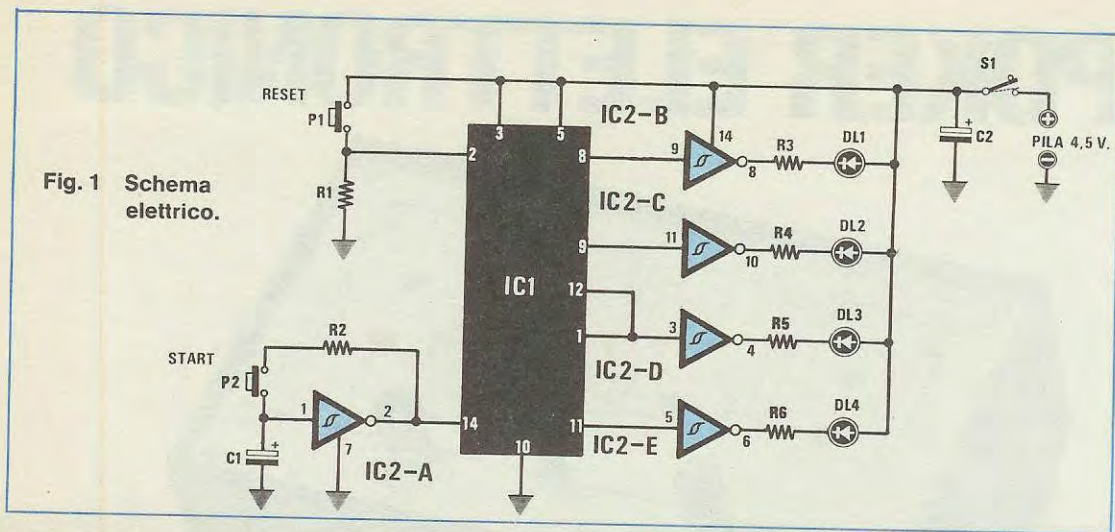 Fig. 1 Schema
elettrico.
RESET
P1
R1
START
P2
R2
C1
1
2
7
IC2-A
IC1
3
5
2
14
10
8
9
12
1
11
IC2-B
9
14
8
R3
DL1
IC2-C
11
10
R4
DL2
3
4
R5
DL3
IC2-D
5
6
R6
DL4
IC2-E
S1
+
C2
+
PILA 4,5 V.
−
+